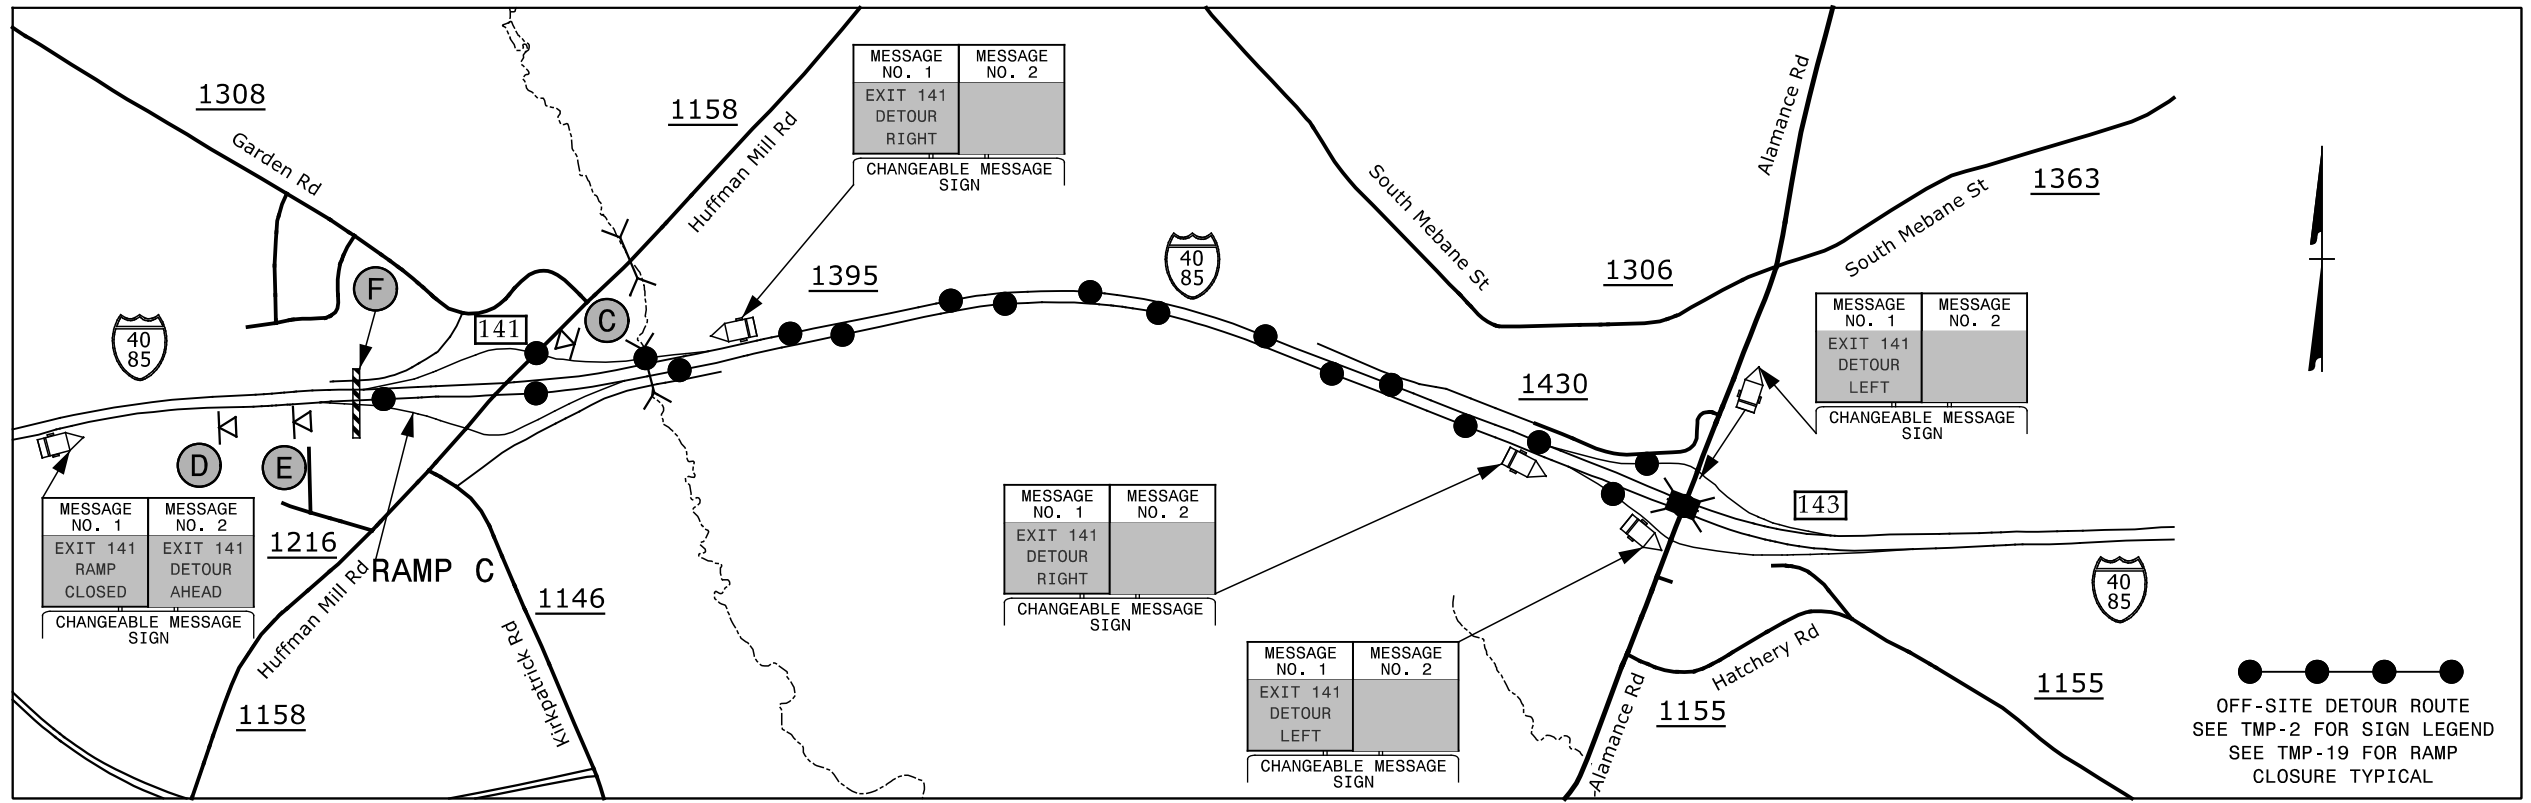 1308
Garden Rd
1158
Huffman Mill Rd
MESSAGE NO. 1
MESSAGE NO. 2
EXIT 141
DETOUR
RIGHT
CHANGEABLE MESSAGE
SIGN
Alamance Rd
South Mebane St
1363
South Mebane St
1306
1395
40
85
F
C
141
40
85
MESSAGE NO. 1
MESSAGE NO. 2
EXIT 141
DETOUR
LEFT
CHANGEABLE MESSAGE
SIGN
1430
D
E
MESSAGE NO. 1
MESSAGE NO. 2
EXIT 141
RAMP
CLOSED
EXIT 141
DETOUR
AHEAD
CHANGEABLE MESSAGE
SIGN
1216
Huffman Mill Rd
RAMP C
1146
Kirkpatrick Rd
1158
MESSAGE NO. 1
MESSAGE NO. 2
EXIT 141
DETOUR
RIGHT
CHANGEABLE MESSAGE
SIGN
143
40
85
MESSAGE NO. 1
MESSAGE NO. 2
EXIT 141
DETOUR
LEFT
CHANGEABLE MESSAGE
SIGN
Alamance Rd
1155
Hatchery Rd
1155
OFF-SITE DETOUR ROUTE
SEE TMP-2 FOR SIGN LEGEND
SEE TMP-19 FOR RAMP
CLOSURE TYPICAL